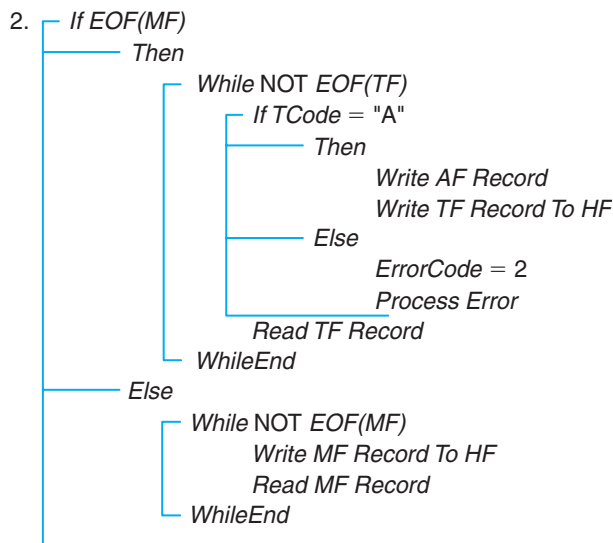 2. If EOF(MF)
Then
While NOT EOF(TF)
If TCode = "A"
Then
Write AF Record
Write TF Record To HF
Else
ErrorCode = 2
Process Error
Read TF Record
WhileEnd
Else
While NOT EOF(MF)
Write MF Record To HF
Read MF Record
WhileEnd